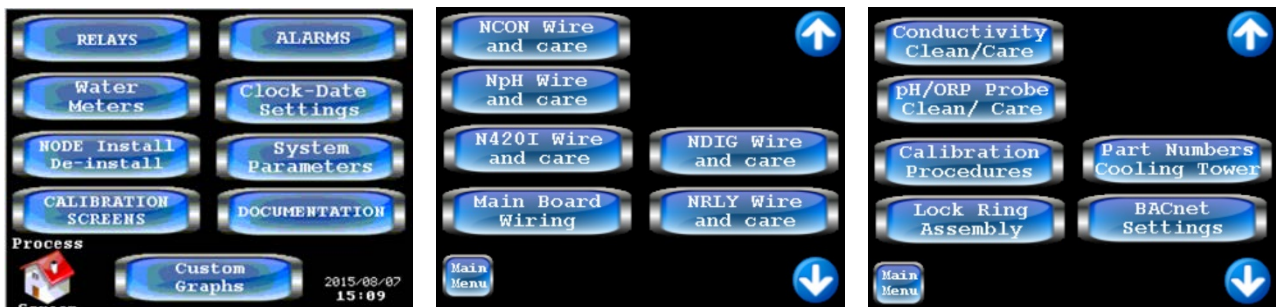 RELAYS
ALARMS
Water
Meters
Clock-Date
Settings
NODE Install
De-install
System
Parameters
CALIBRATION
SCREENS
DOCUMENTATION
Process
Custom
Graphs
2015/08/07
15:09
NCON Wire
and care
NpH Wire
and care
N420I Wire
and care
NDIG Wire
and care
Main Board
Wiring
NRLY Wire
and care
Main
Menu
Conductivity
Clean/Care
pH/ORP Probe
Clean/ Care
Calibration
Procedures
Part Numbers
Cooling Tower
Lock Ring
Assembly
BACnet
Settings
Main
Menu